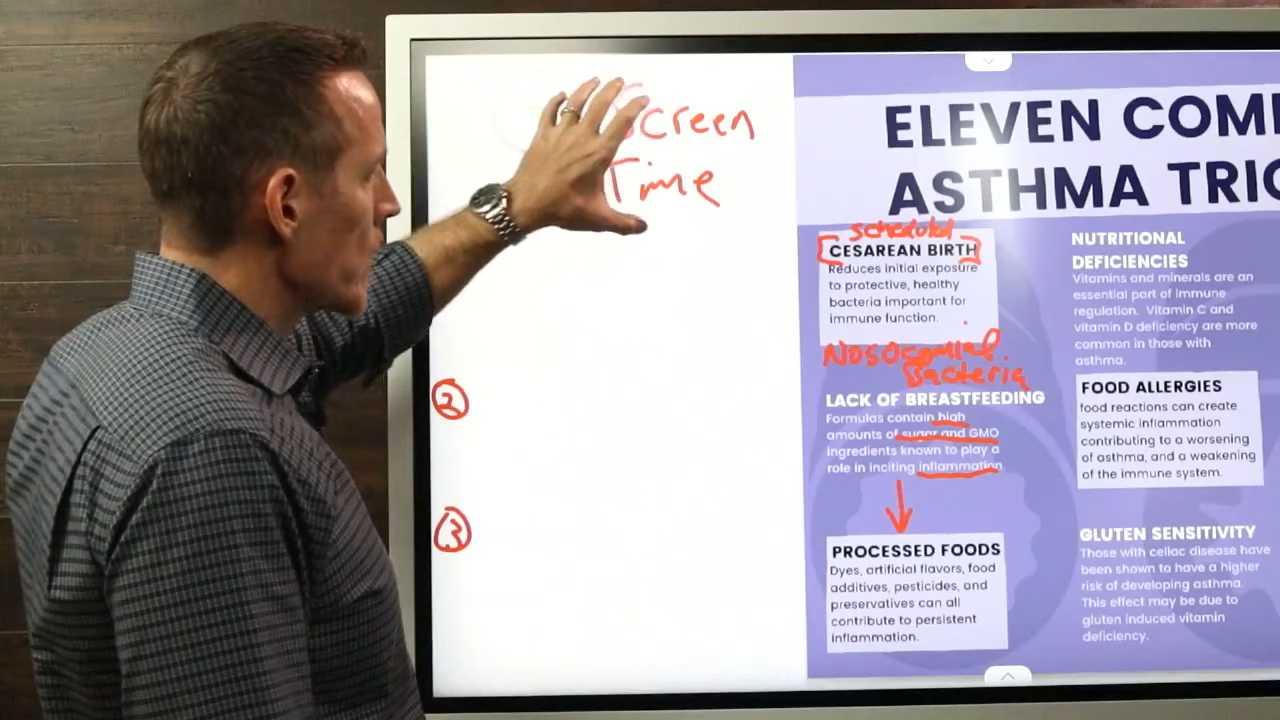 Screen
Time
2
3
ELEVEN COM
ASTHMA TRIG
scheduled
CESAREAN BIRTH
Reduces initial exposure
to protective, healthy
bacteria important for
immune function.
Nosocomial
Bacteria
LACK OF BREASTFEEDING
Formulas contain high
amounts of sugar and GMO
ingredients known to play a
role in inciting inflammation.
PROCESSED FOODS
Dyes, artificial flavors, food
additives, pesticides, and
preservatives can all
contribute to persistent
inflammation.
NUTRITIONAL
DEFICIENCIES
Vitamins and minerals are an
essential part of immune
regulation. Vitamin C and
vitamin D deficiency are more
common in those with
asthma.
FOOD ALLERGIES
food reactions can create
systemic inflammation
contributing to a worsening
of asthma, and a weakening
of the immune system.
GLUTEN SENSITIVITY
Those with celiac disease have
been shown to have a higher
risk of developing asthma.
This effect may be due to
gluten induced vitamin
deficiency.